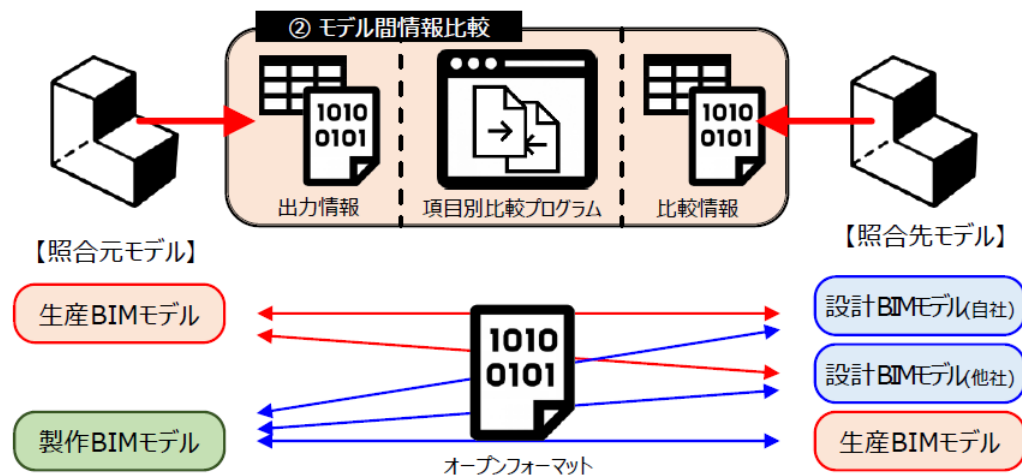 ② モデル間情報比較
1010
0101
1010
0101
出力情報
項目別比較プログラム
比較情報
【照合元モデル】
【照合先モデル】
生産BIMモデル
設計BIMモデル(自社)
1010
0101
設計BIMモデル(他社)
製作BIMモデル
生産BIMモデル
オープンフォーマット